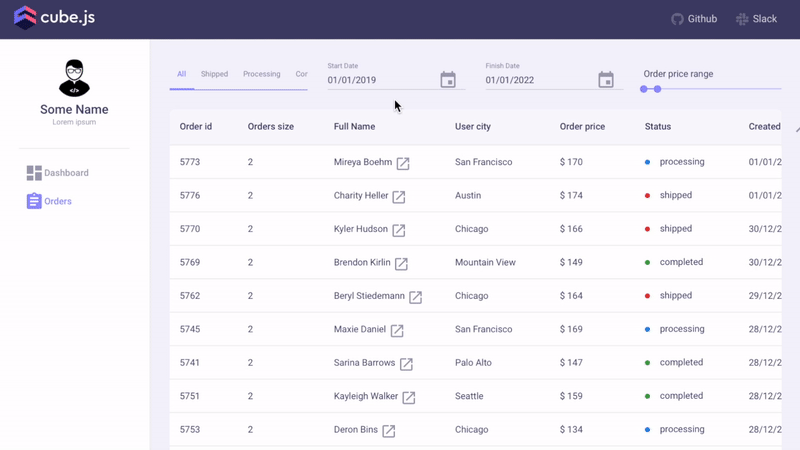 cube.js
Github
Slack
</>
Some Name
Lorem ipsum
Dashboard
Orders
All Shipped Processing Cor
Start Date
01/01/2019
Finish Date
01/01/2022
Order price range
Order id Orders size Full Name User city Order price Status Created
5773 2 Mireya Boehm San Francisco $ 170 processing 01/01/2
5776 2 Charity Heller Austin $ 174 shipped 01/01/2
5770 2 Kyler Hudson Chicago $ 166 shipped 30/12/2
5769 2 Brendon Kirlin Mountain View $ 149 completed 30/12/2
5762 2 Beryl Stiedemann Chicago $ 164 shipped 29/12/2
5745 2 Maxie Daniel San Francisco $ 169 processing 28/12/2
5741 2 Sarina Barrows Palo Alto $ 147 completed 28/12/2
5751 2 Kayleigh Walker Seattle $ 159 completed 28/12/2
5753 2 Deron Bins Chicago $ 134 processing 28/12/2